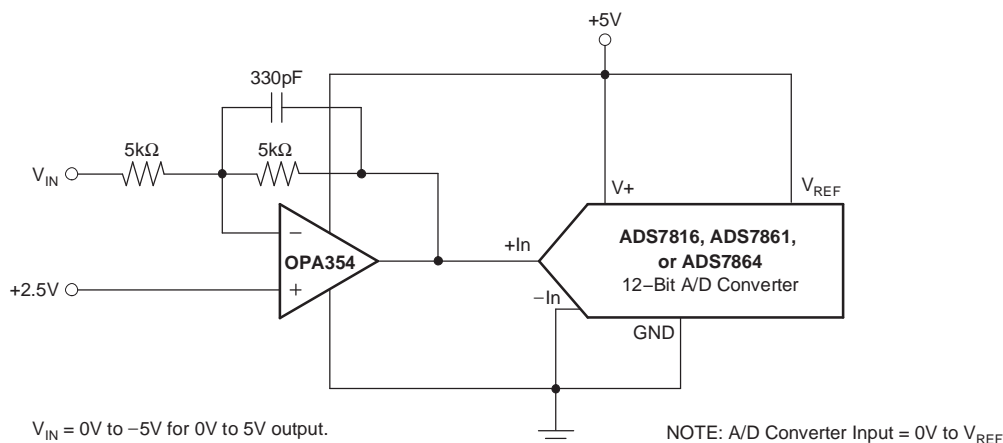 +5V
330pF
5kΩ
5kΩ
V_IN
V+
V_REF
−
OPA354
+
+2.5V
+In
−In
GND
ADS7816, ADS7861,
or ADS7864
12−Bit A/D Converter
V_IN = 0V to −5V for 0V to 5V output.
NOTE: A/D Converter Input = 0V to V_REF